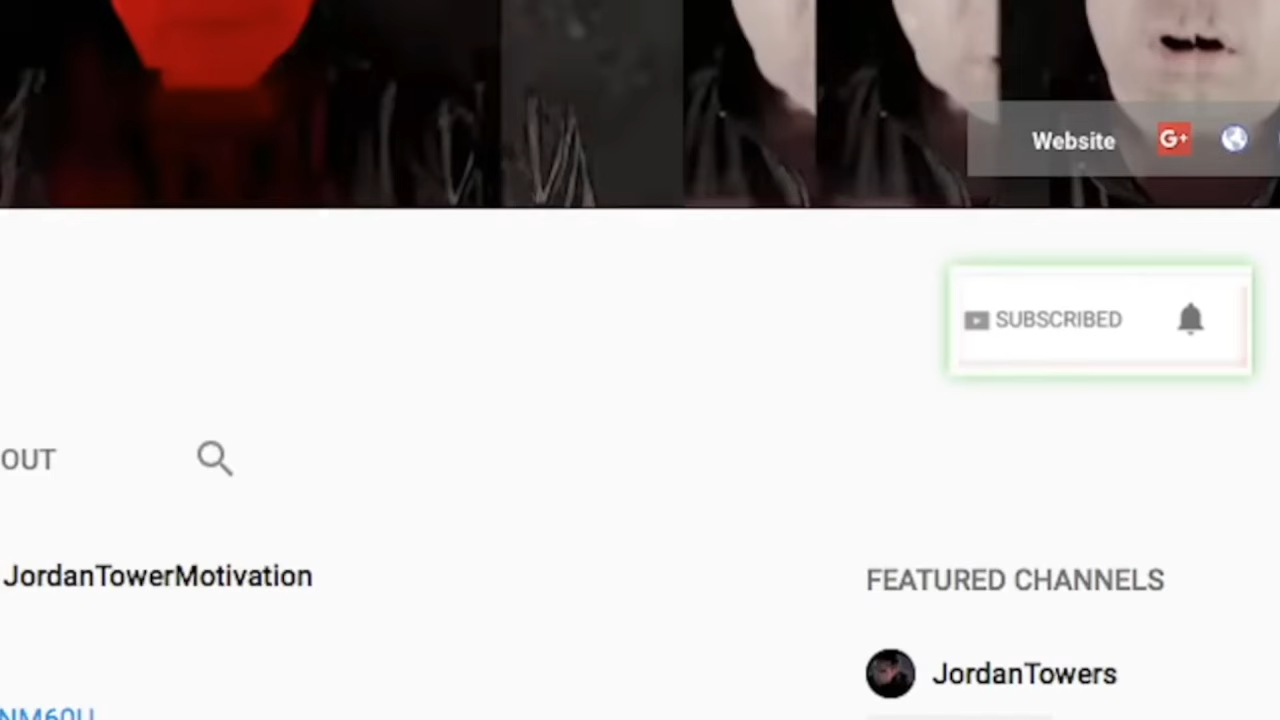 Website G+
SUBSCRIBED
OUT
JordanTowerMotivation
FEATURED CHANNELS
JordanTowers